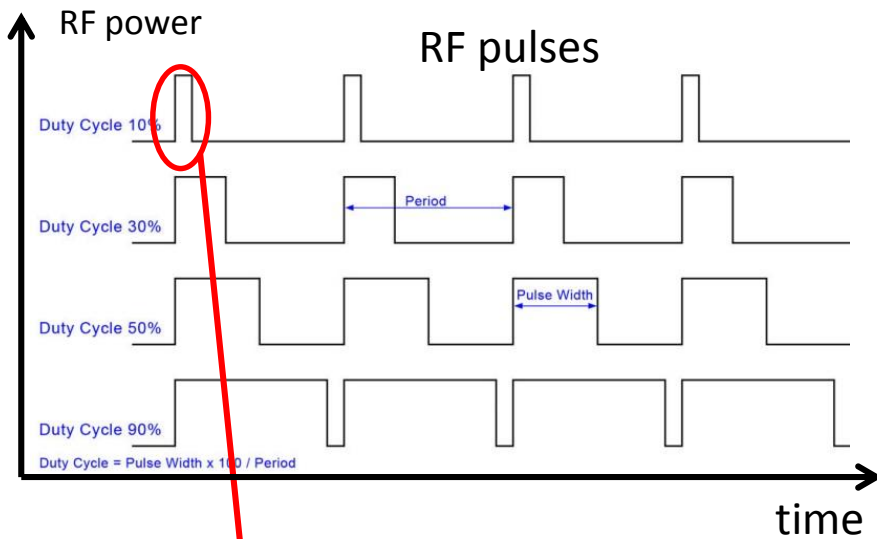 RF power
RF pulses
Duty Cycle 10%
Duty Cycle 30%
Period
Duty Cycle 50%
Pulse Width
Duty Cycle 90%
Duty Cycle = Pulse Width x 100 / Period
time